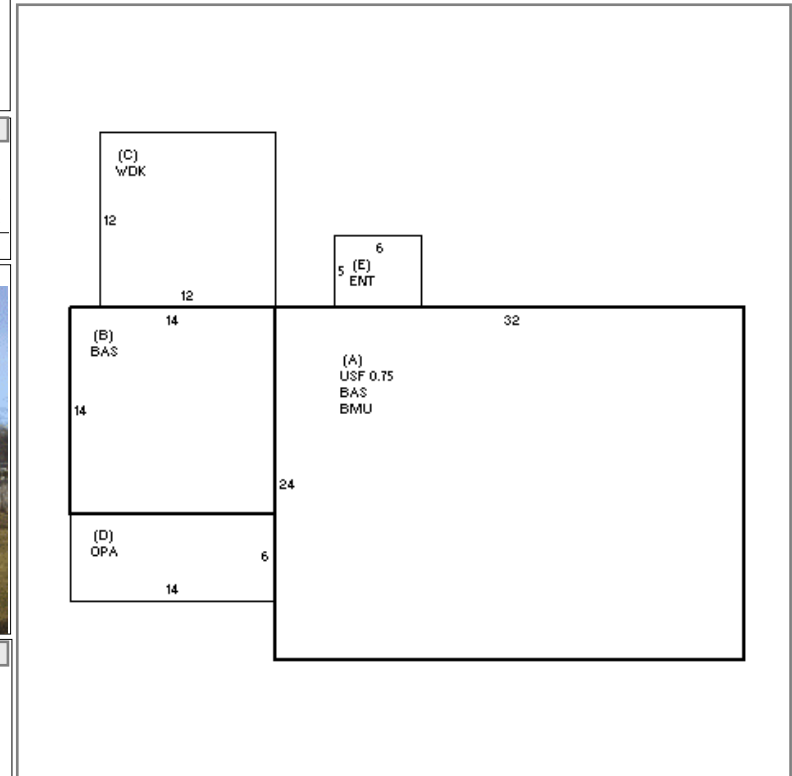 (C)
WDK
12
12
6
5
(E)
ENT
14
(B)
BAS
14
32
(A)
USF 0.75
BAS
BMU
24
(D)
OPA
6
14